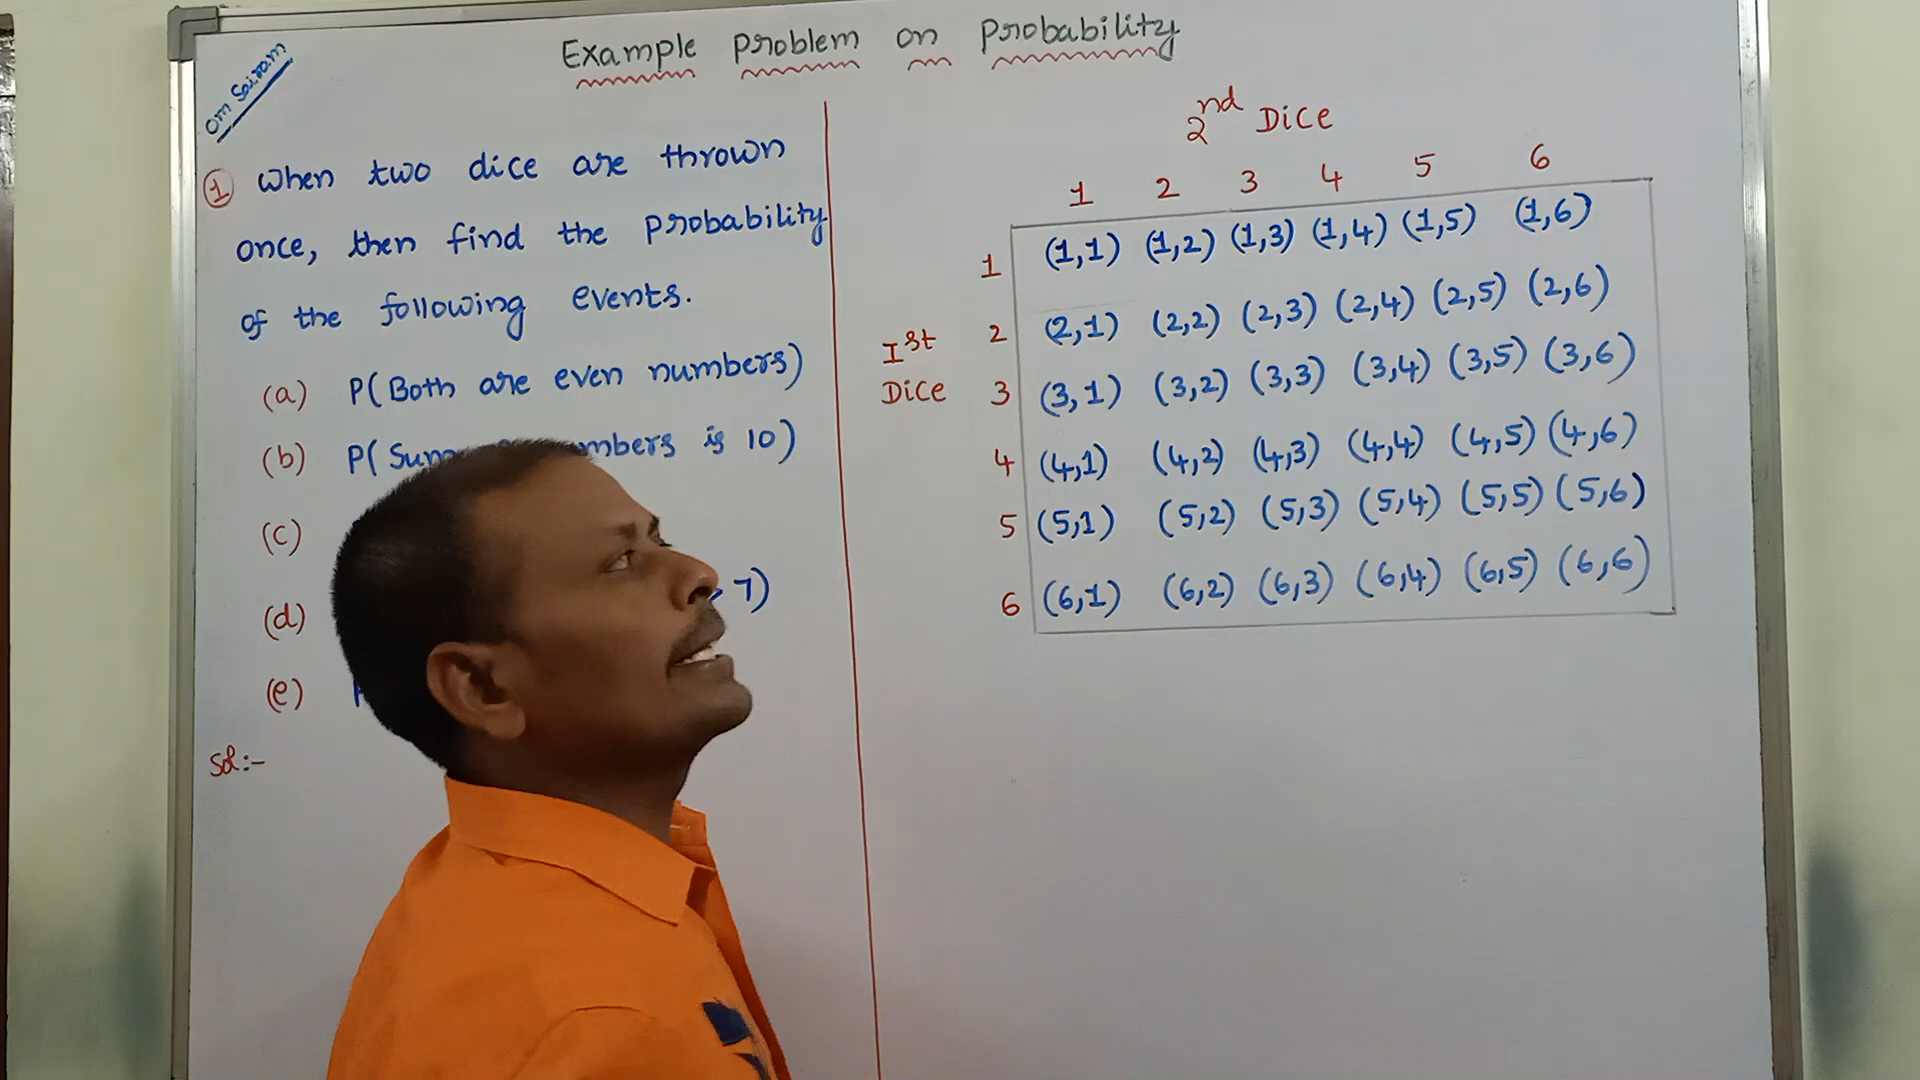 Example problem on probability
Om Sairam
1 When two dice are thrown
once, then find the probability
of the following events.
(a) P(Both are even numbers)
(b) P(Sum mbers is 10)
(c)
(d) > 7)
(e)
Sol:-
2nd Dice
1 2 3 4 5 6
1 (1,1) (1,2) (1,3) (1,4) (1,5) (1,6)
Ist Dice
2 (2,1) (2,2) (2,3) (2,4) (2,5) (2,6)
3 (3,1) (3,2) (3,3) (3,4) (3,5) (3,6)
4 (4,1) (4,2) (4,3) (4,4) (4,5) (4,6)
5 (5,1) (5,2) (5,3) (5,4) (5,5) (5,6)
6 (6,1) (6,2) (6,3) (6,4) (6,5) (6,6)